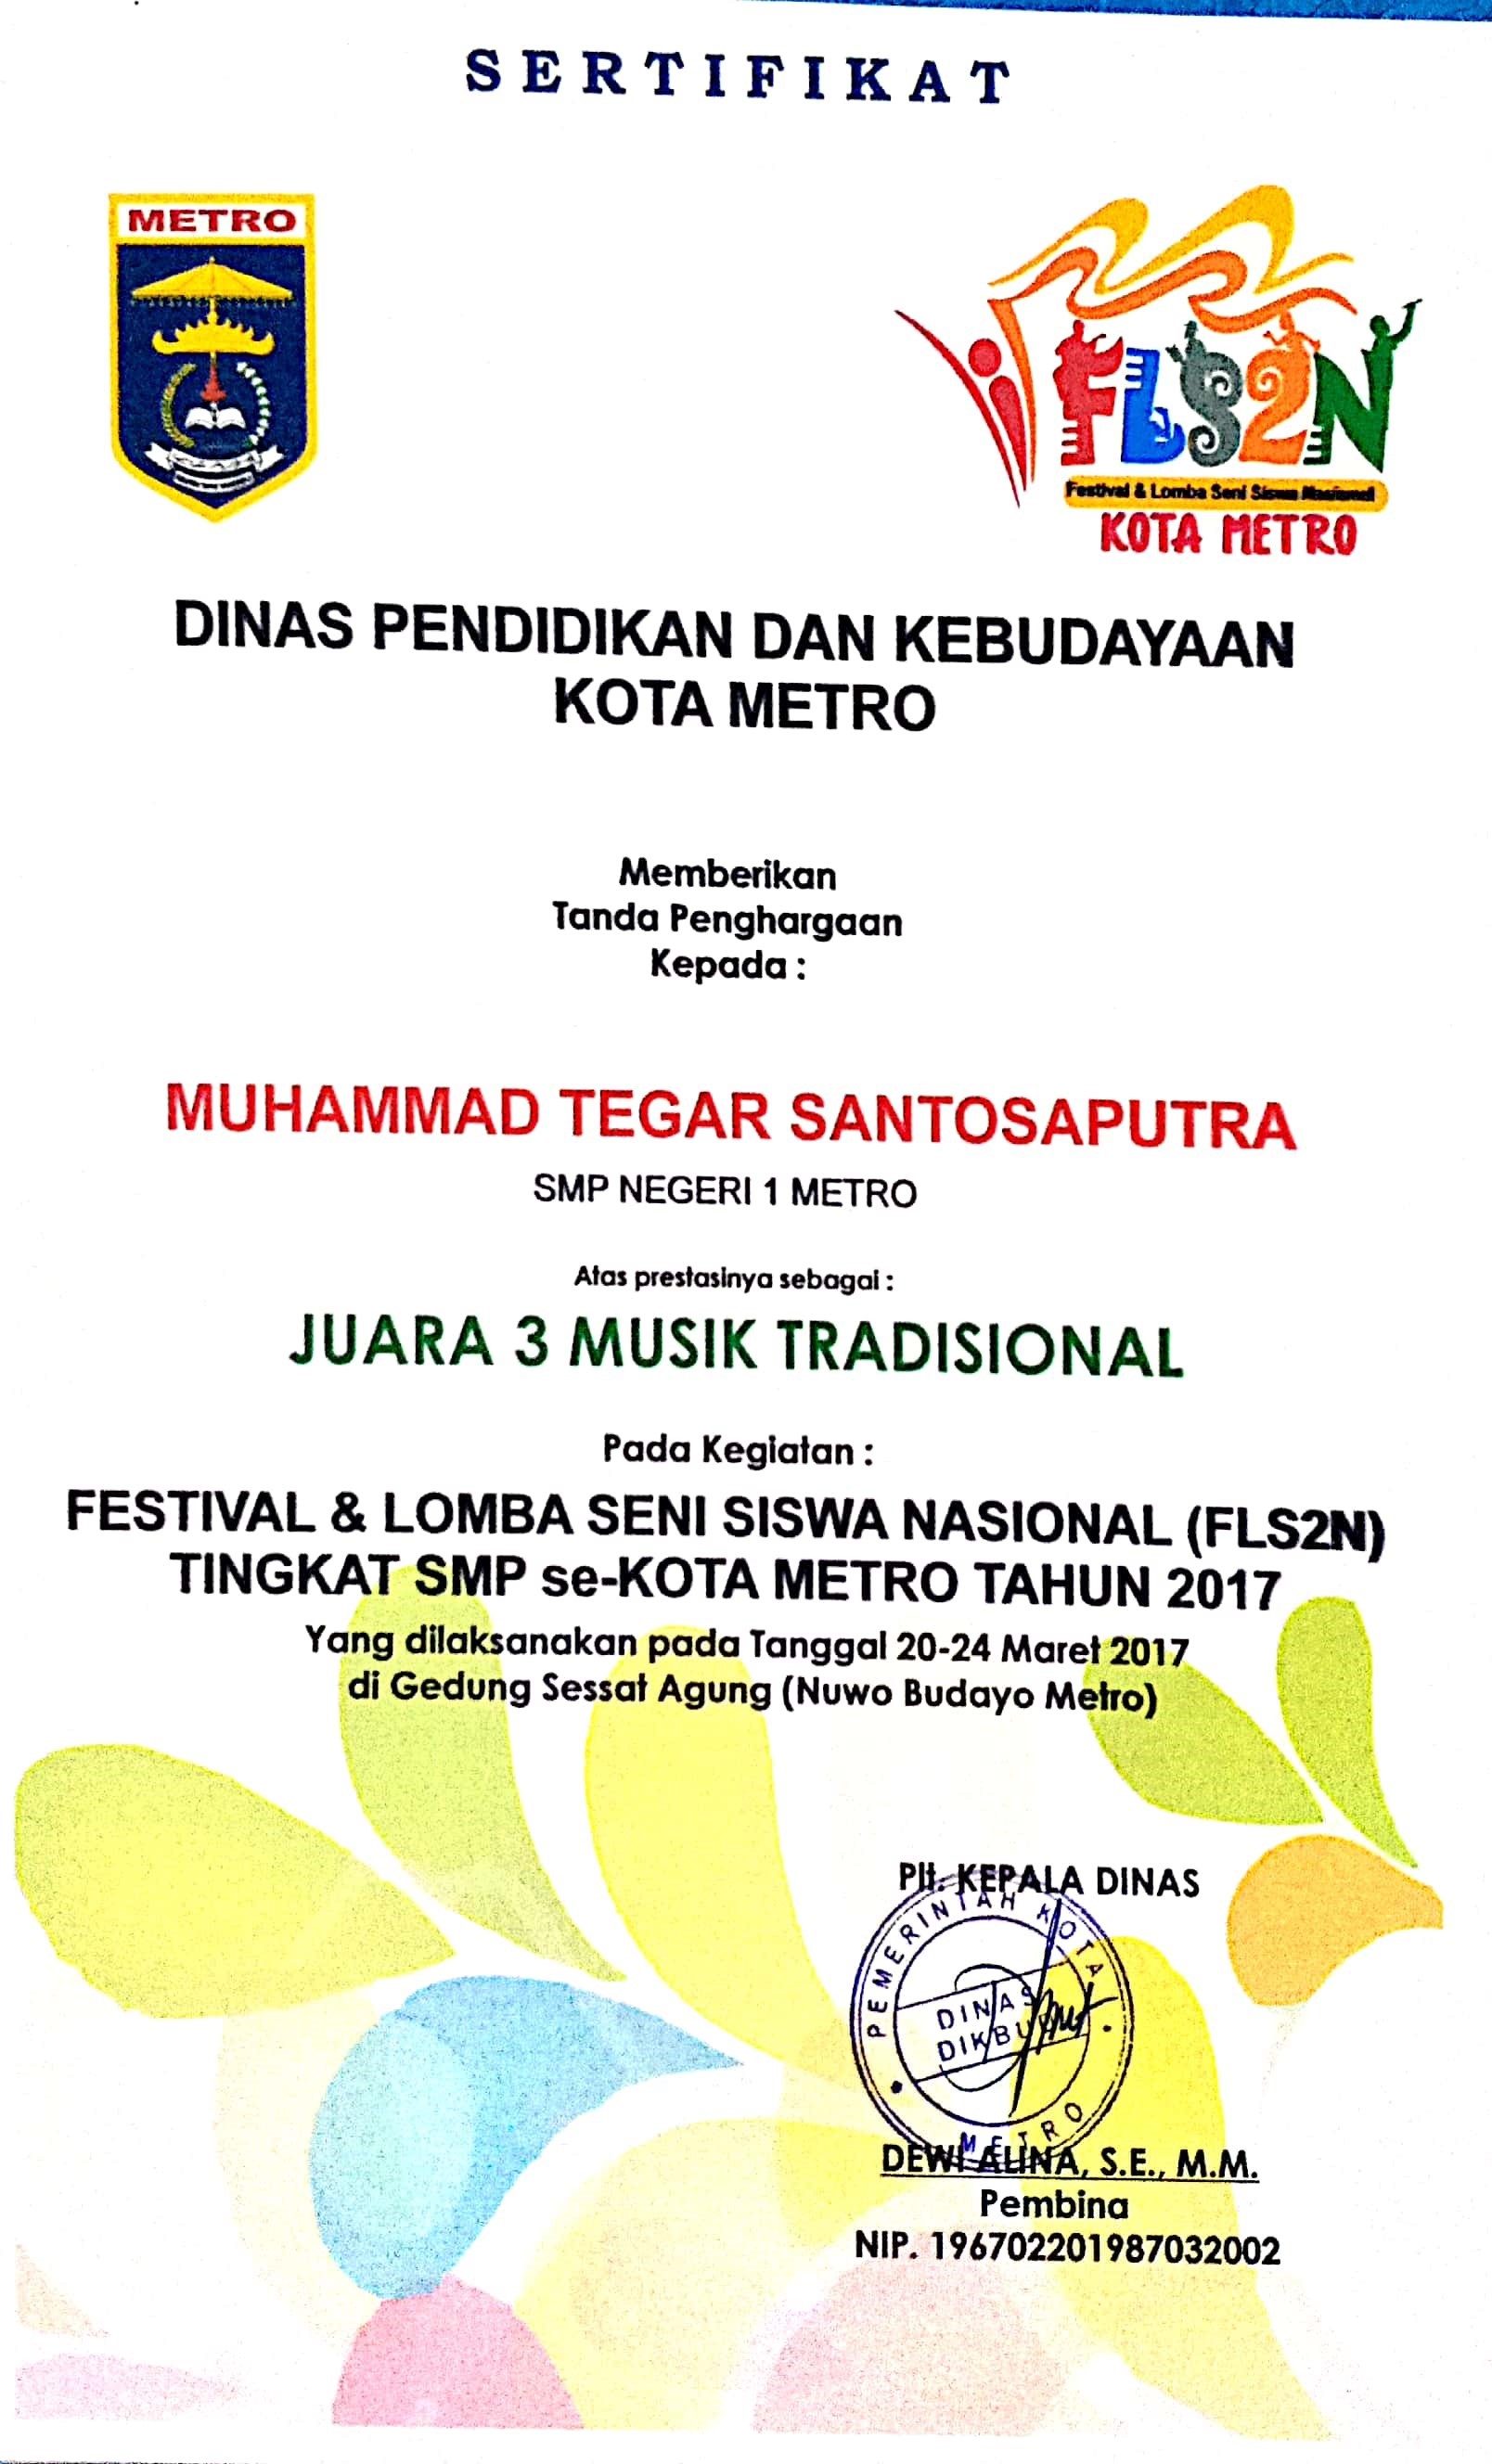 SERTIFIKAT
METRO
FLS2N
Festival & Lomba Seni Siswa Nasional
KOTA METRO
DINAS PENDIDIKAN DAN KEBUDAYAAN
KOTA METRO
Memberikan
Tanda Penghargaan
Kepada :
MUHAMMAD TEGAR SANTOSAPUTRA
SMP NEGERI 1 METRO
Atas prestasinya sebagai :
JUARA 3 MUSIK TRADISIONAL
Pada Kegiatan :
FESTIVAL & LOMBA SENI SISWA NASIONAL (FLS2N)
TINGKAT SMP se-KOTA METRO TAHUN 2017
Yang dilaksanakan pada Tanggal 20-24 Maret 2017
di Gedung Sessat Agung (Nuwo Budayo Metro)
Plt. KEPALA DINAS
PEMERINTAH KOTA
DINAS
DIKBUD
METRO
DEWI ALINA, S.E., M.M.
Pembina
NIP. 196702201987032002